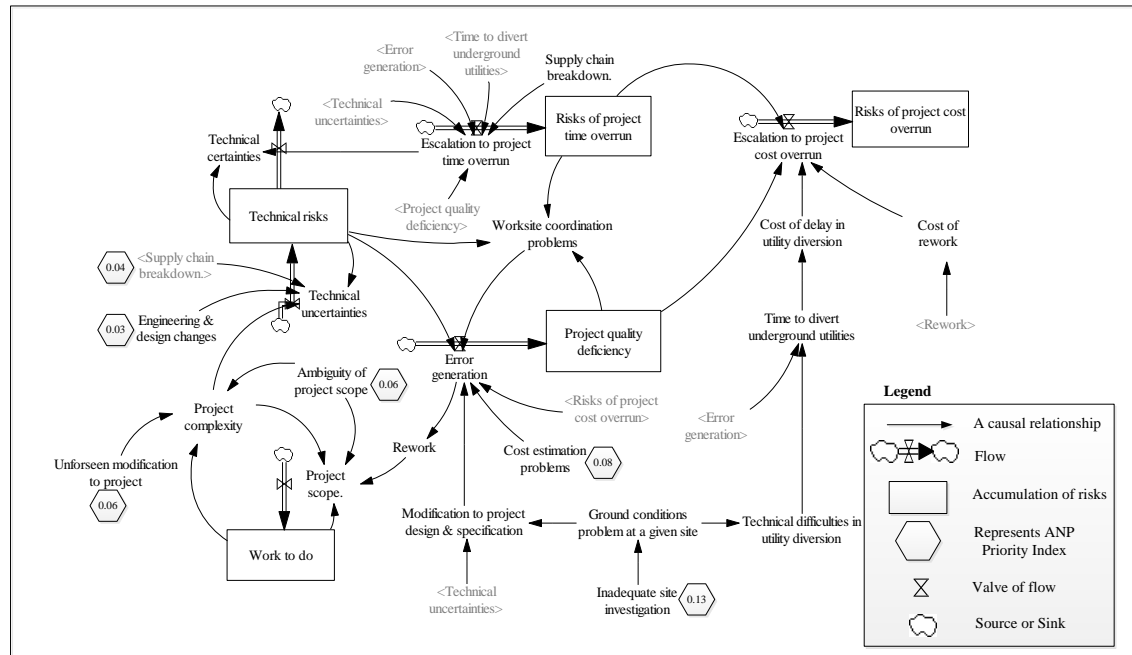 <Time to divert
underground
utilities>
<Error
generation>
Supply chain
breakdown.
<Technical
uncertainties>
Risks of project
time overrun
Risks of project cost
overrun
Escalation to project
time overrun
Escalation to project
cost overrun
Technical
certainties
Technical risks
<Project quality
deficiency>
Worksite coordination
problems
Cost of delay in
utility diversion
Cost of
rework
0.04
<Supply chain
breakdown.>
Technical
uncertainties
0.03
Engineering &
design changes
Project quality
deficiency
Time to divert
underground utilities
<Rework>
Error
generation
Ambiguity of
project scope
0.06
Project
complexity
<Risks of project
cost overrun>
<Error
generation>
Rework
Cost estimation
problems
0.08
Unforseen modification
to project
0.06
Project
scope.
Work to do
Modification to project
design & specification
Ground conditions
problem at a given site
Technical difficulties in
utility diversion
<Technical
uncertainties>
Inadequate site
investigation
0.13
Legend
A causal relationship
Flow
Accumulation of risks
Represents ANP
Priority Index
Valve of flow
Source or Sink